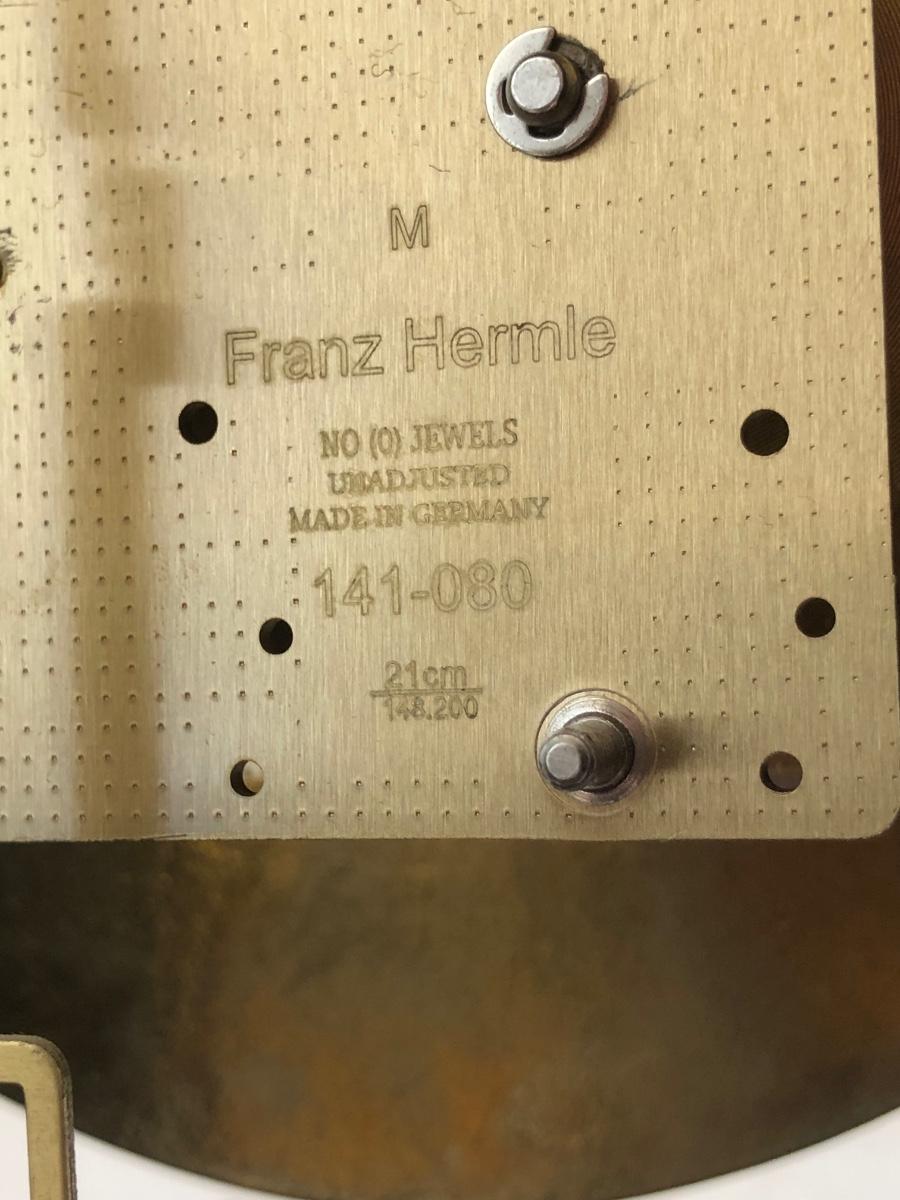 M
Franz Hermle
NO (0) JEWELS
UNADJUSTED
MADE IN GERMANY
141-080
21cm
148.200